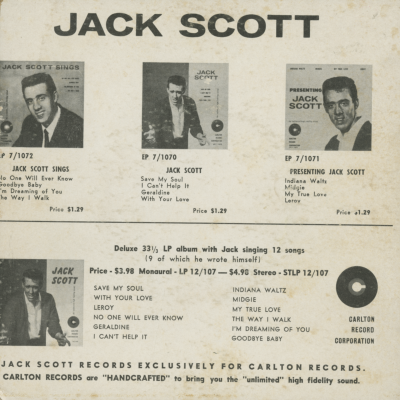 JACK SCOTT
JACK SCOTT SINGS
JACK
SCOTT
PRESENTING
JACK
SCOTT
EP 7/1072
EP 7/1070
EP 7/1071
JACK SCOTT SINGS
No One Will Ever Know
Goodbye Baby
I'm Dreaming of You
The Way I Walk
Price $1.29
JACK SCOTT
Save My Soul
I Can't Help It
Geraldine
With Your Love
Price $1.29
PRESENTING JACK SCOTT
Indiana Waltz
Midgie
My True Love
Leroy
Price $1.29
Deluxe 33⅓ LP album with Jack singing 12 songs
(9 of which he wrote himself)
Price - $3.98 Monaural - LP 12/107 — $4.98 Stereo - STLP 12/107
JACK
SCOTT
SAVE MY SOUL
WITH YOUR LOVE
LEROY
NO ONE WILL EVER KNOW
GERALDINE
I CAN'T HELP IT
INDIANA WALTZ
MIDGIE
MY TRUE LOVE
THE WAY I WALK
I'M DREAMING OF YOU
GOODBYE BABY
CARLTON
RECORD
CORPORATION
JACK SCOTT RECORDS EXCLUSIVELY FOR CARLTON RECORDS.
CARLTON RECORDS are "HANDCRAFTED" to bring you the "unlimited" high fidelity sound.